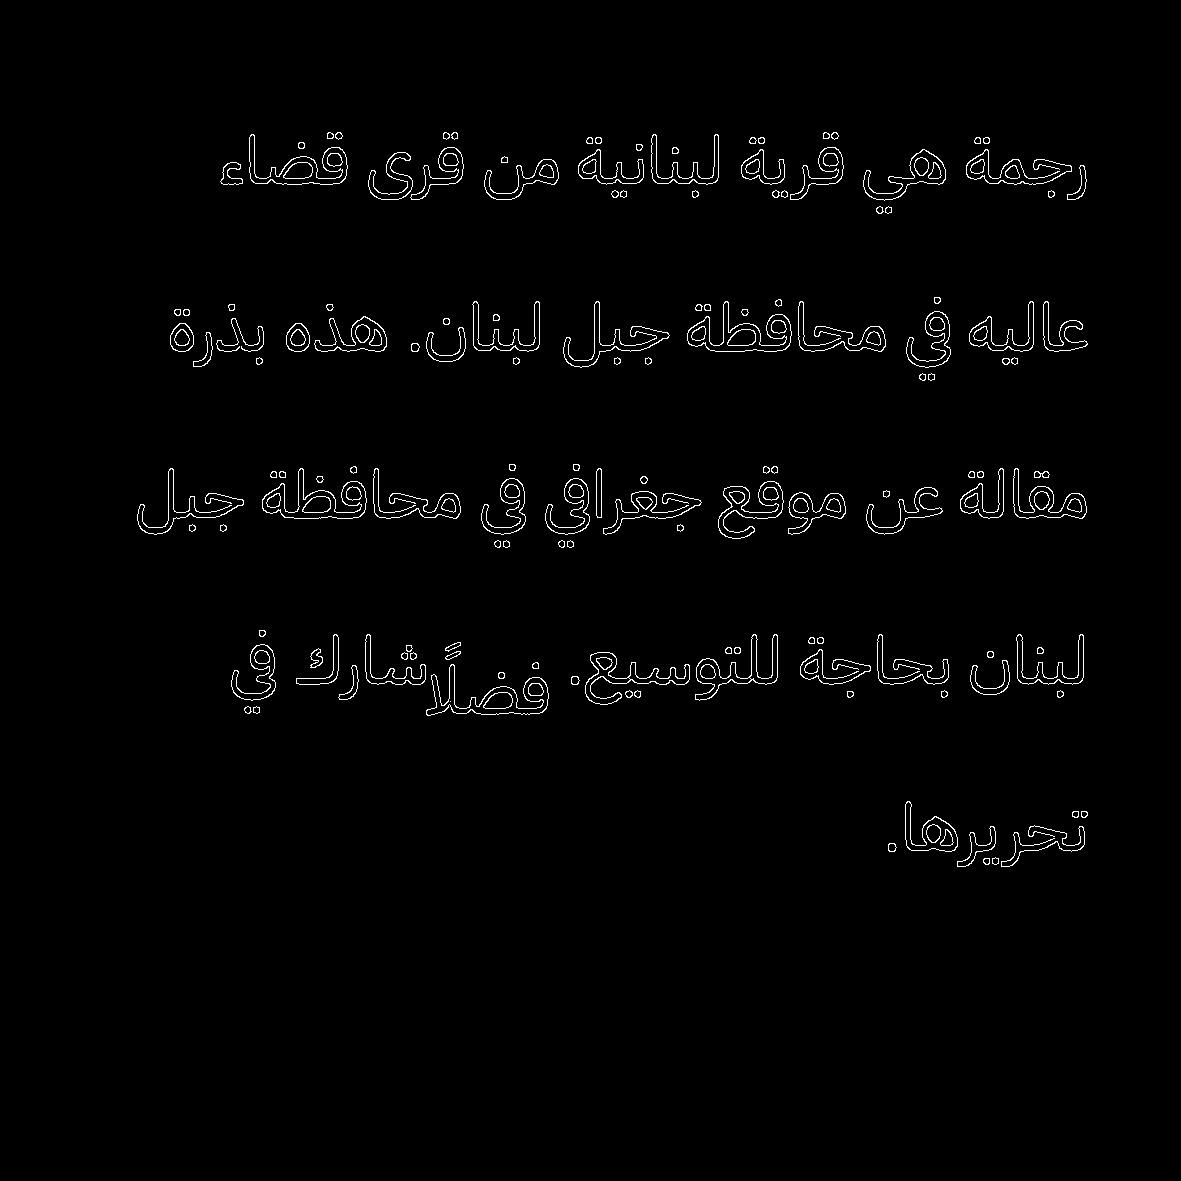 رجمة هي قرية لبنانية من قرى قضاء
عاليه في محافظة جبل لبنان. هذه بذرة
مقالة عن موقع جغرافي في محافظة جبل
لبنان بحاجة للتوسيع. فضلًا شارك في
تحريرها.